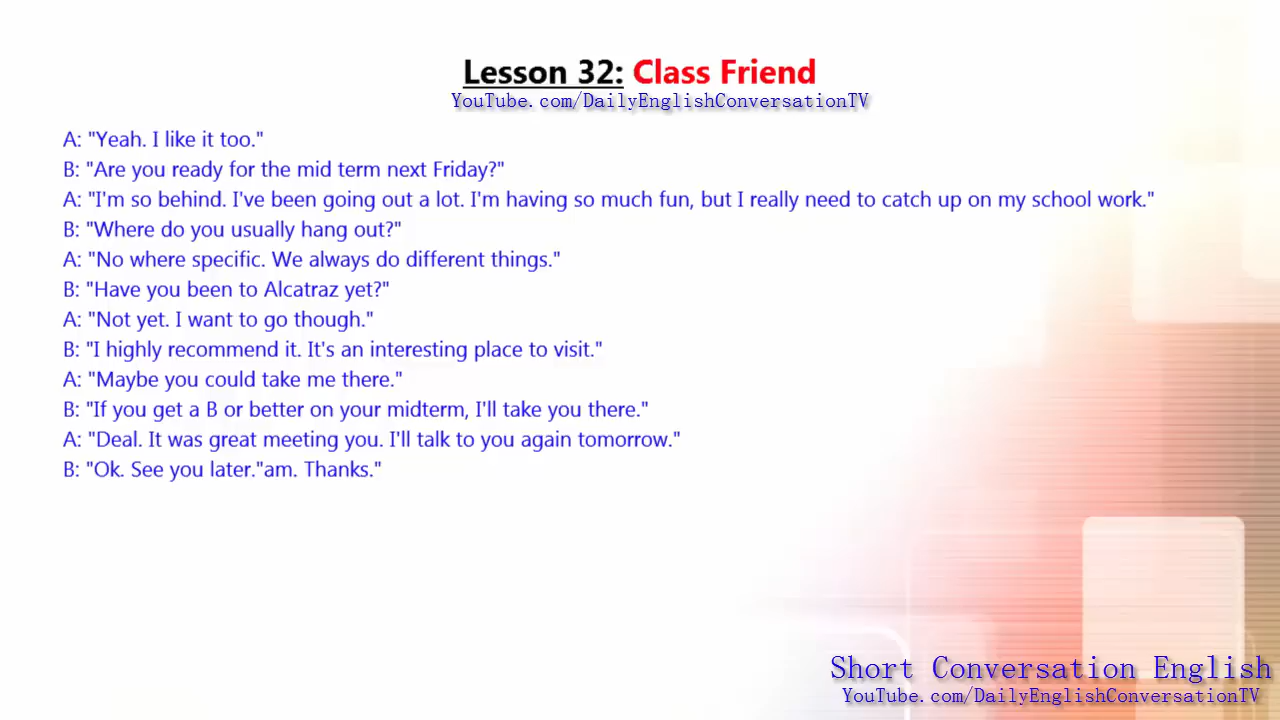 Lesson 32: Class Friend
YouTube.com/DailyEnglishConversationTV
A: "Yeah. I like it too."
B: "Are you ready for the mid term next Friday?"
A: "I'm so behind. I've been going out a lot. I'm having so much fun, but I really need to catch up on my school work."
B: "Where do you usually hang out?"
A: "No where specific. We always do different things."
B: "Have you been to Alcatraz yet?"
A: "Not yet. I want to go though."
B: "I highly recommend it. It's an interesting place to visit."
A: "Maybe you could take me there."
B: "If you get a B or better on your midterm, I'll take you there."
A: "Deal. It was great meeting you. I'll talk to you again tomorrow."
B: "Ok. See you later."am. Thanks."
Short Conversation English
YouTube.com/DailyEnglishConversationTV